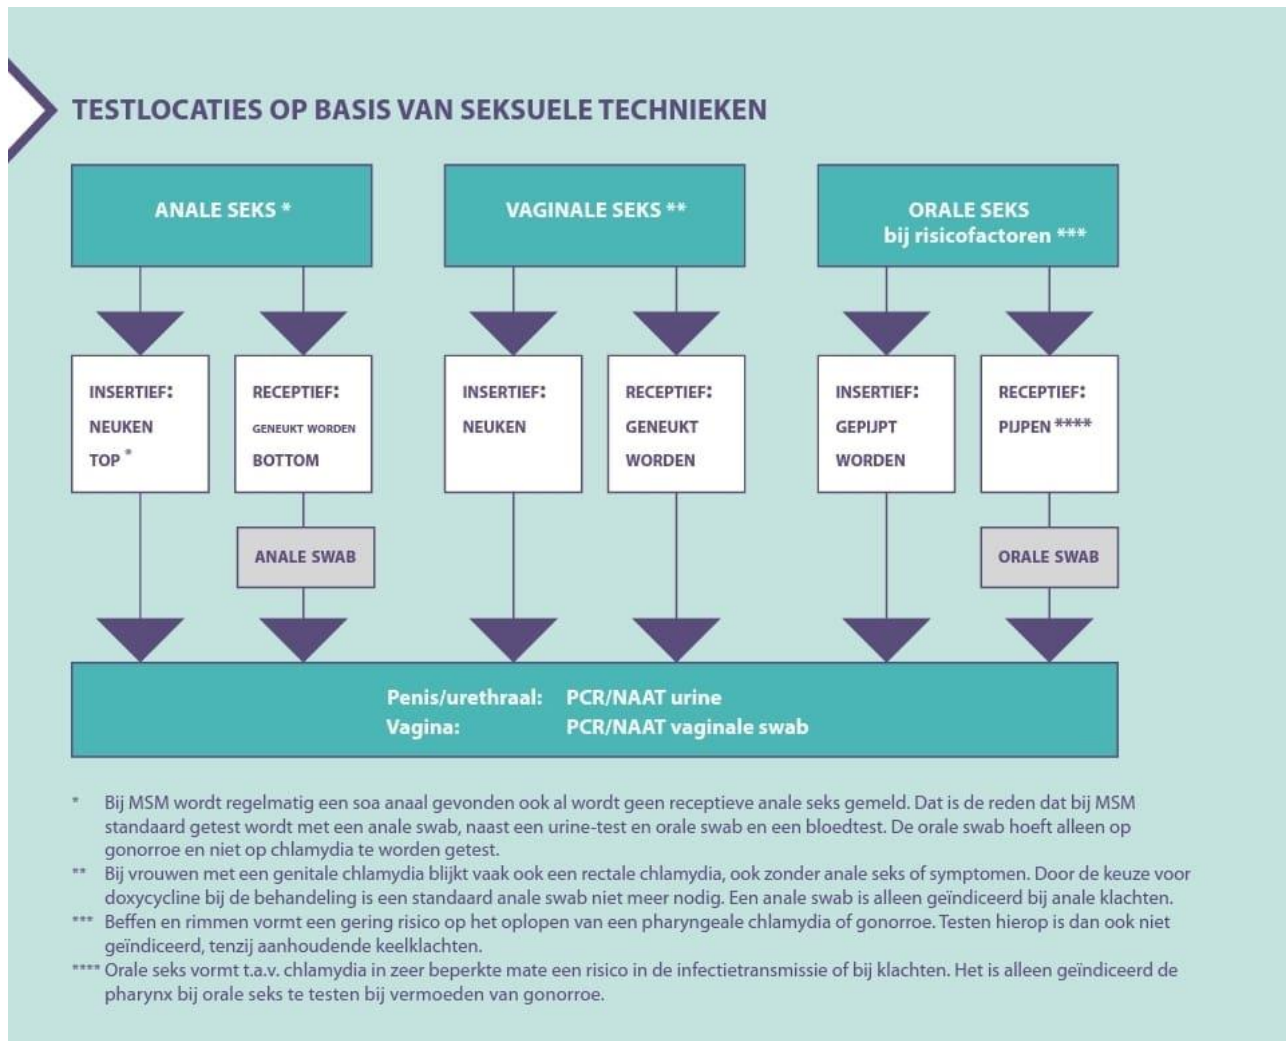 TESTLOCATIES OP BASIS VAN SEKSUELE TECHNIEKEN
ANALE SEKS *
VAGINALE SEKS **
ORALE SEKS
bij risicofactoren ***
INSERTIEF:
NEUKEN
TOP *
RECEPTIEF:
GENEUKT WORDEN
BOTTOM
INSERTIEF:
NEUKEN
RECEPTIEF:
GENEUKT
WORDEN
INSERTIEF:
GEPIJPT
WORDEN
RECEPTIEF:
PIJPEN ****
ANALE SWAB
ORALE SWAB
Penis/urethraal: PCR/NAAT urine
Vagina: PCR/NAAT vaginale swab
* Bij MSM wordt regelmatig een soa anaal gevonden ook al wordt geen receptieve anale seks gemeld. Dat is de reden dat bij MSM
standaard getest wordt met een anale swab, naast een urine-test en orale swab en een bloedtest. De orale swab hoeft alleen op
gonorroe en niet op chlamydia te worden getest.
** Bij vrouwen met een genitale chlamydia blijkt vaak ook een rectale chlamydia, ook zonder anale seks of symptomen. Door de keuze voor
doxycycline bij de behandeling is een standaard anale swab niet meer nodig. Een anale swab is alleen geïndiceerd bij anale klachten.
*** Beffen en rimmen vormt een gering risico op het oplopen van een pharyngeale chlamydia of gonorroe. Testen hierop is dan ook niet
geïndiceerd, tenzij aanhoudende keelklachten.
**** Orale seks vormt t.a.v. chlamydia in zeer beperkte mate een risico in de infectietransmissie of bij klachten. Het is alleen geïndiceerd de
pharynx bij orale seks te testen bij vermoeden van gonorroe.